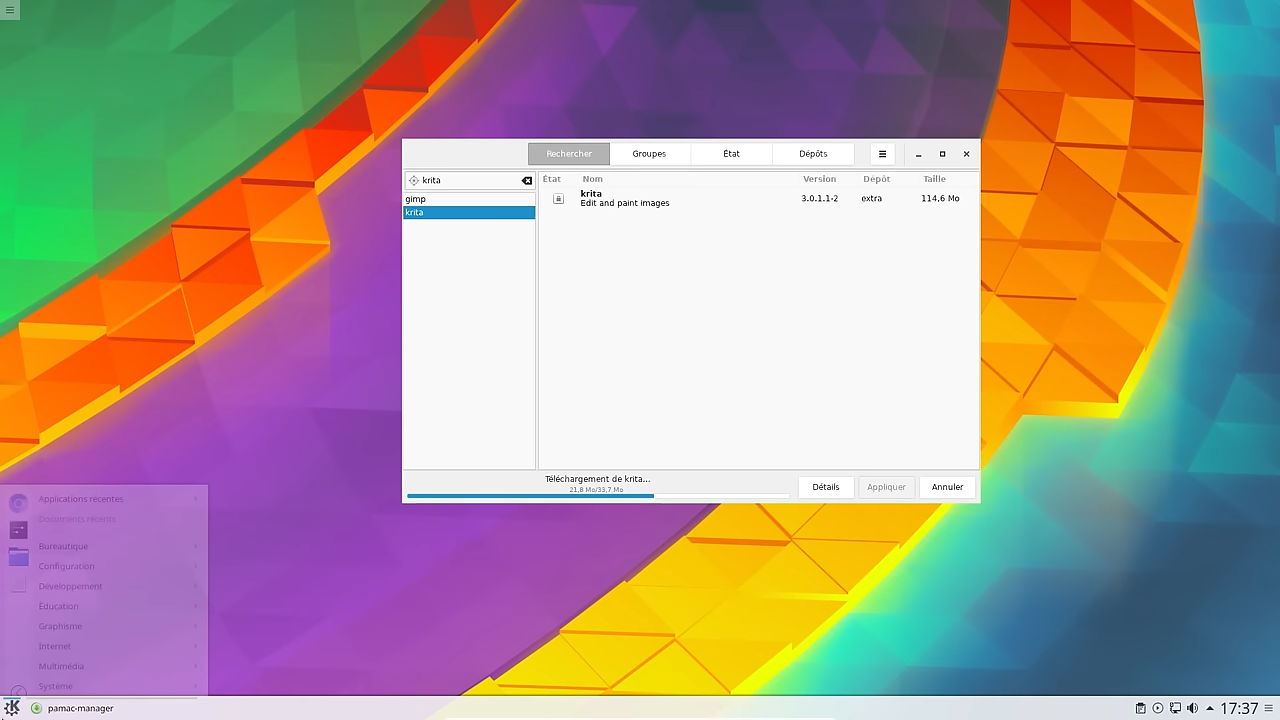 Rechercher Groupes État Dépôts
krita
gimp
krita
État Nom Version Dépôt Taille
krita
Edit and paint images
3.0.1.1-2 extra 114,6 Mo
Téléchargement de krita...
21,8 Mo/33,7 Mo
Détails Appliquer Annuler
Applications récentes
Documents récents
Bureautique
Configuration
Développement
Éducation
Graphisme
Internet
Multimédia
Système
pamac-manager
17:37